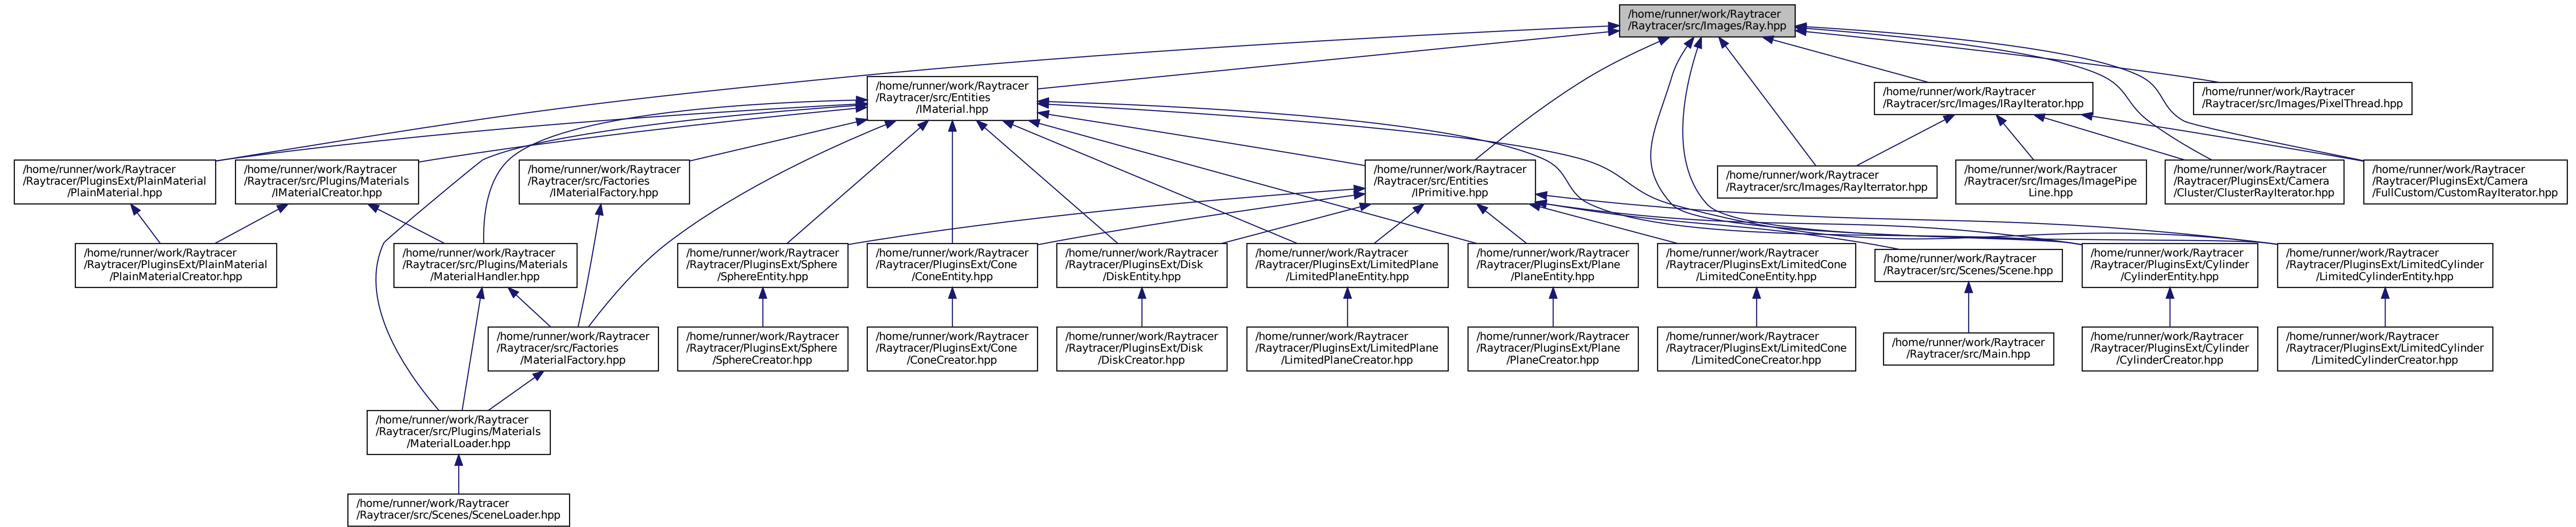 /home/runner/work/Raytracer
/Raytracer/src/Images/Ray.hpp
/home/runner/work/Raytracer
/Raytracer/src/Entities
/IMaterial.hpp
/home/runner/work/Raytracer
/Raytracer/src/Images/IRayIterator.hpp
/home/runner/work/Raytracer
/Raytracer/src/Images/PixelThread.hpp
/home/runner/work/Raytracer
/Raytracer/PluginsExt/PlainMaterial
/PlainMaterial.hpp
/home/runner/work/Raytracer
/Raytracer/src/Plugins/Materials
/IMaterialCreator.hpp
/home/runner/work/Raytracer
/Raytracer/src/Factories
/IMaterialFactory.hpp
/home/runner/work/Raytracer
/Raytracer/src/Entities
/IPrimitive.hpp
/home/runner/work/Raytracer
/Raytracer/src/Images/RayIterrator.hpp
/home/runner/work/Raytracer
/Raytracer/src/Images/ImagePipe
Line.hpp
/home/runner/work/Raytracer
/Raytracer/PluginsExt/Camera
/Cluster/ClusterRayIterator.hpp
/home/runner/work/Raytracer
/Raytracer/PluginsExt/Camera
/FullCustom/CustomRayIterator.hpp
/home/runner/work/Raytracer
/Raytracer/PluginsExt/PlainMaterial
/PlainMaterialCreator.hpp
/home/runner/work/Raytracer
/Raytracer/src/Plugins/Materials
/MaterialHandler.hpp
/home/runner/work/Raytracer
/Raytracer/PluginsExt/Sphere
/SphereEntity.hpp
/home/runner/work/Raytracer
/Raytracer/PluginsExt/Cone
/ConeEntity.hpp
/home/runner/work/Raytracer
/Raytracer/PluginsExt/Disk
/DiskEntity.hpp
/home/runner/work/Raytracer
/Raytracer/PluginsExt/LimitedPlane
/LimitedPlaneEntity.hpp
/home/runner/work/Raytracer
/Raytracer/PluginsExt/Plane
/PlaneEntity.hpp
/home/runner/work/Raytracer
/Raytracer/PluginsExt/LimitedCone
/LimitedConeEntity.hpp
/home/runner/work/Raytracer
/Raytracer/src/Scenes/Scene.hpp
/home/runner/work/Raytracer
/Raytracer/PluginsExt/Cylinder
/CylinderEntity.hpp
/home/runner/work/Raytracer
/Raytracer/PluginsExt/LimitedCylinder
/LimitedCylinderEntity.hpp
/home/runner/work/Raytracer
/Raytracer/src/Factories
/MaterialFactory.hpp
/home/runner/work/Raytracer
/Raytracer/PluginsExt/Sphere
/SphereCreator.hpp
/home/runner/work/Raytracer
/Raytracer/PluginsExt/Cone
/ConeCreator.hpp
/home/runner/work/Raytracer
/Raytracer/PluginsExt/Disk
/DiskCreator.hpp
/home/runner/work/Raytracer
/Raytracer/PluginsExt/LimitedPlane
/LimitedPlaneCreator.hpp
/home/runner/work/Raytracer
/Raytracer/PluginsExt/Plane
/PlaneCreator.hpp
/home/runner/work/Raytracer
/Raytracer/PluginsExt/LimitedCone
/LimitedConeCreator.hpp
/home/runner/work/Raytracer
/Raytracer/src/Main.hpp
/home/runner/work/Raytracer
/Raytracer/PluginsExt/Cylinder
/CylinderCreator.hpp
/home/runner/work/Raytracer
/Raytracer/PluginsExt/LimitedCylinder
/LimitedCylinderCreator.hpp
/home/runner/work/Raytracer
/Raytracer/src/Plugins/Materials
/MaterialLoader.hpp
/home/runner/work/Raytracer
/Raytracer/src/Scenes/SceneLoader.hpp